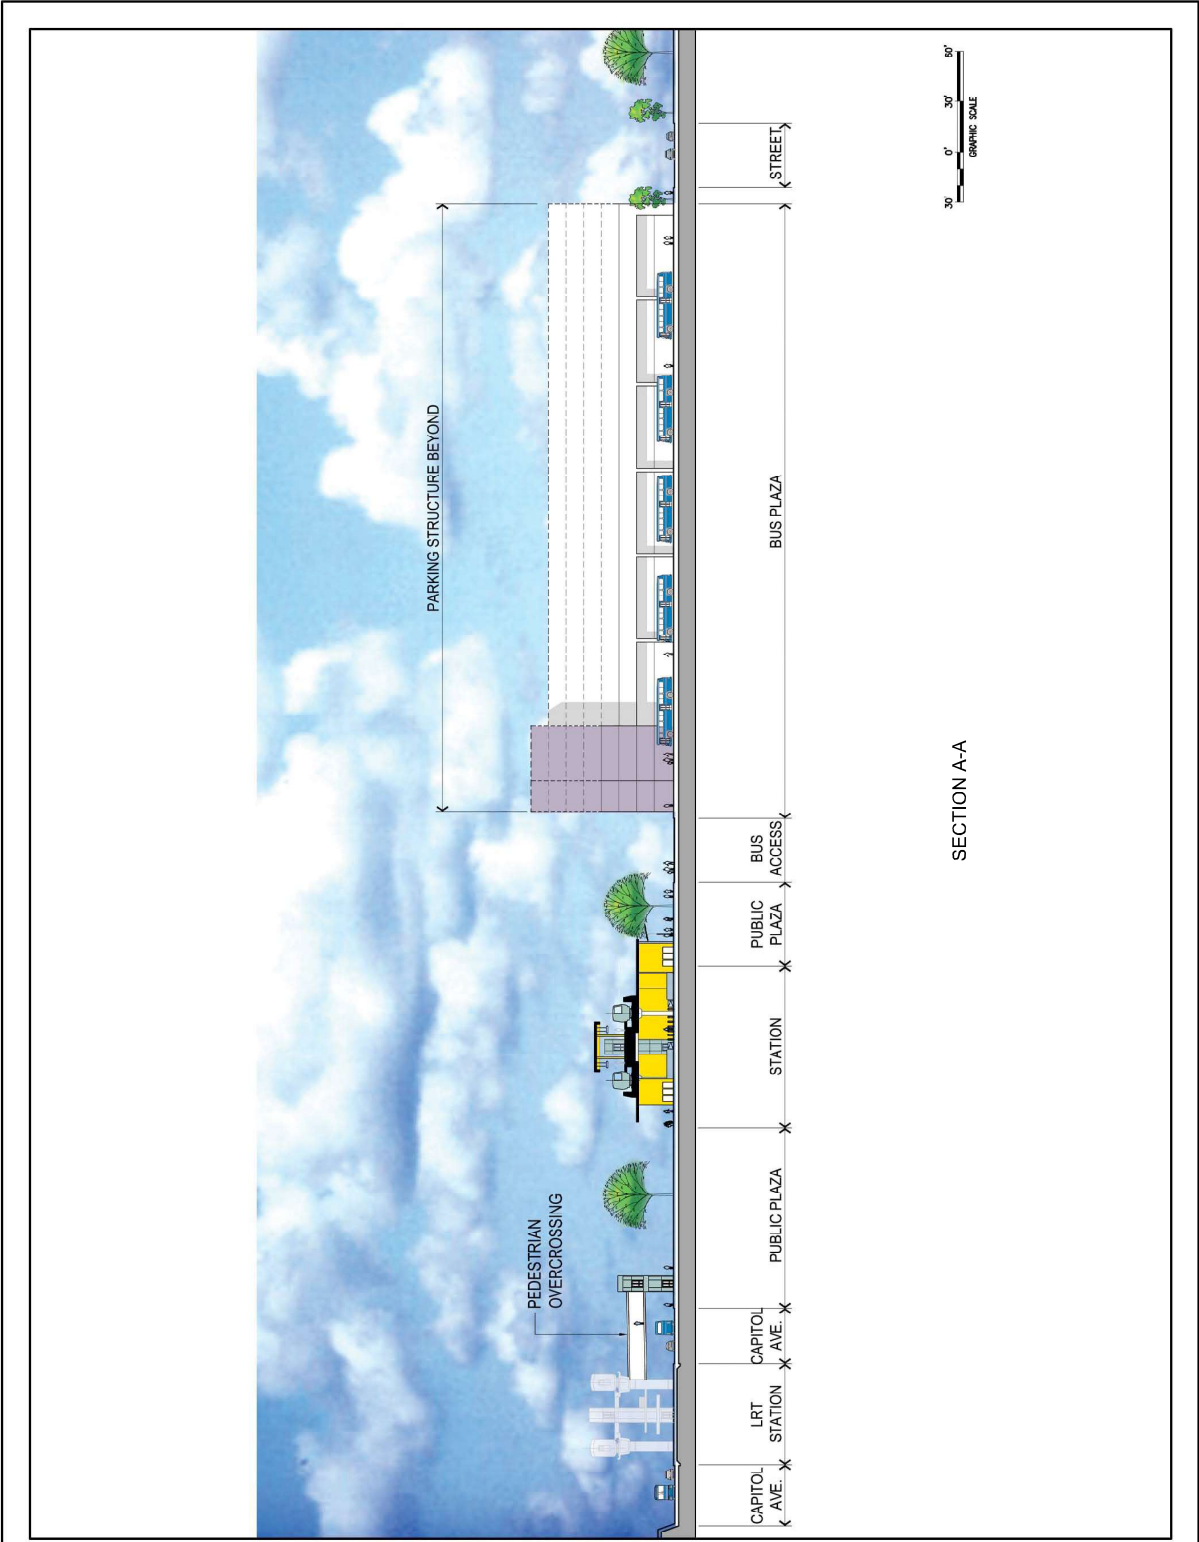 PARKING STRUCTURE BEYOND
PEDESTRIAN
OVERCROSSING
CAPITOL
AVE.
LRT
STATION
CAPITOL
AVE.
PUBLIC PLAZA
STATION
PUBLIC
PLAZA
BUS
ACCESS
BUS PLAZA
STREET
SECTION A-A
30 0' 30' 50'
GRAPHIC SCALE